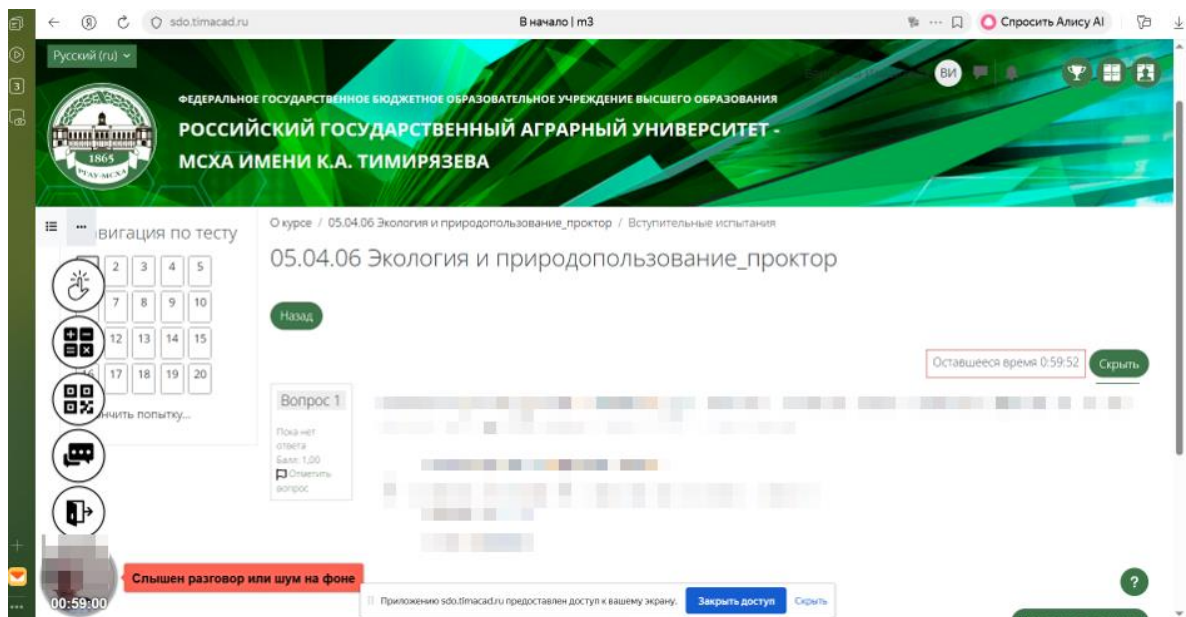 sdo.timacad.ru
В начало | m3
Спросить Алису AI
3
Русский (ru)
ВИ
ФЕДЕРАЛЬНОЕ ГОСУДАРСТВЕННОЕ БЮДЖЕТНОЕ ОБРАЗОВАТЕЛЬНОЕ УЧРЕЖДЕНИЕ ВЫСШЕГО ОБРАЗОВАНИЯ
РОССИЙСКИЙ ГОСУДАРСТВЕННЫЙ АГРАРНЫЙ УНИВЕРСИТЕТ -
МСХА ИМЕНИ К.А. ТИМИРЯЗЕВА
1865
РГАУ-МСХА
О курсе / 05.04.06 Экология и природопользование_проктор / Вступительные испытания
05.04.06 Экология и природопользование_проктор
вигация по тесту
2 3 4 5
7 8 9 10
12 13 14 15
16 17 18 19 20
нчить попытку...
Назад
Оставшееся время 0:59:52
Скрыть
Вопрос 1
Пока нет
ответа
Балл: 1,00
Отметить
вопрос
Слышен разговор или шум на фоне
00:59:00
Приложению sdo.timacad.ru предоставлен доступ к вашему экрану.
Закрыть доступ
Скрыть
?